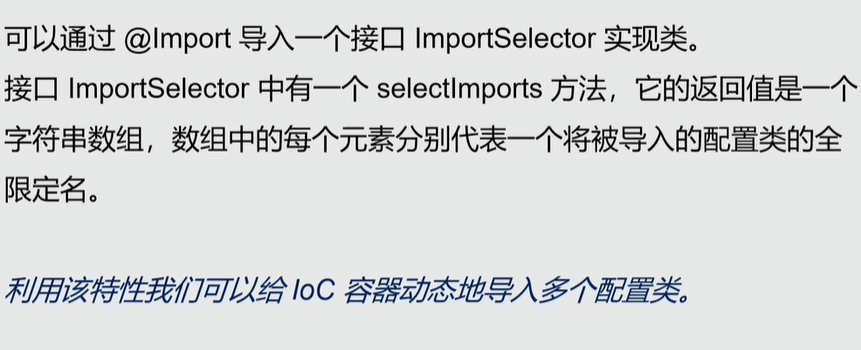 可以通过 @Import 导入一个接口 ImportSelector 实现类。
接口 ImportSelector 中有一个 selectImports 方法，它的返回值是一个
字符串数组，数组中的每个元素分别代表一个将被导入的配置类的全
限定名。
利用该特性我们可以给 IoC 容器动态地导入多个配置类。